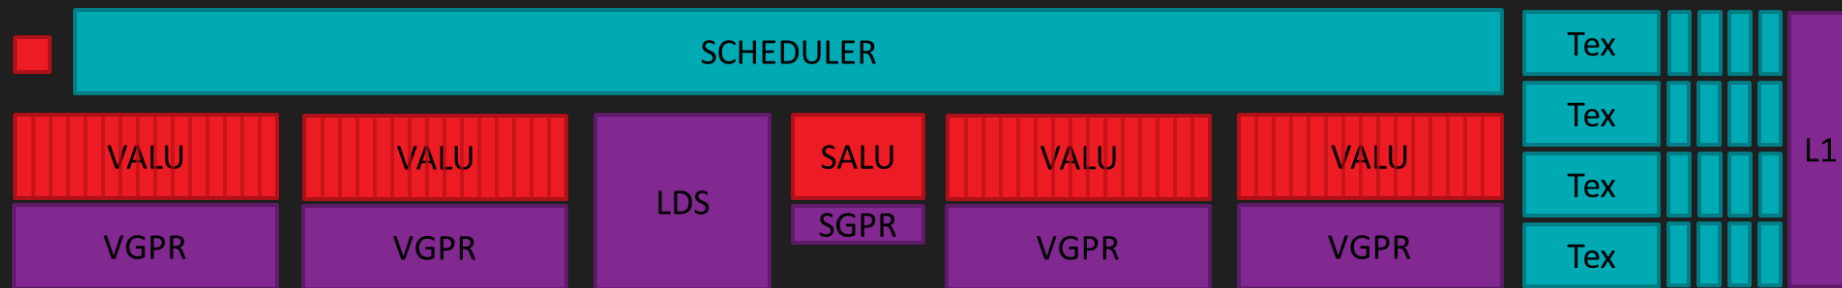 SCHEDULER
VALU
VALU
LDS
SALU
VALU
VALU
VGPR
VGPR
SGPR
VGPR
VGPR
Tex
Tex
Tex
Tex
L1